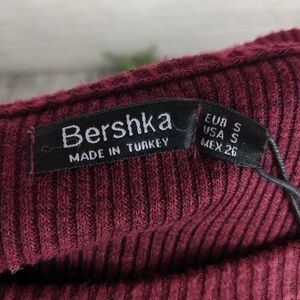 Bershka
MADE IN TURKEY
EUR S
USA S
MEX 26